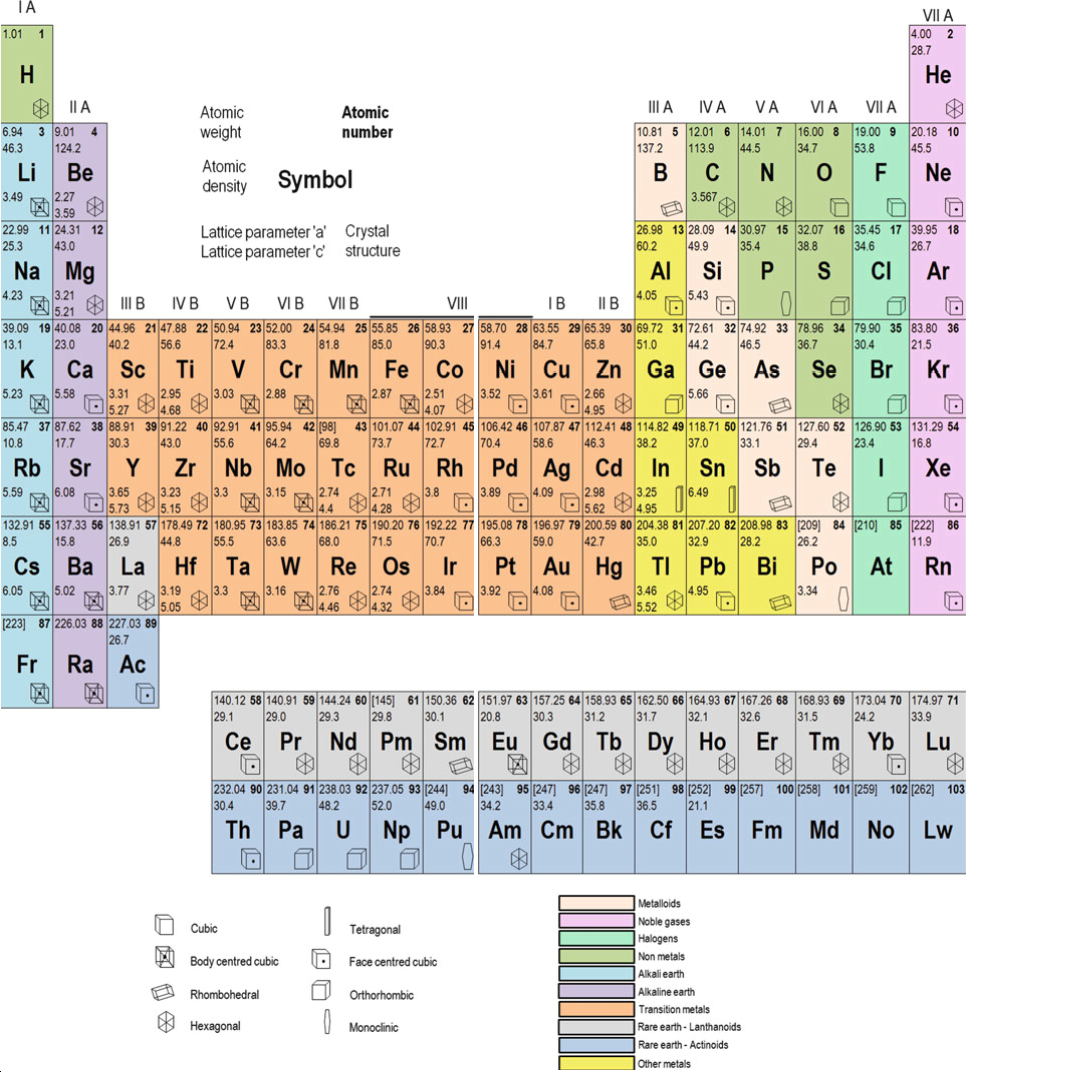 I A
VII A
1.01 1
4.00 2
28.7
H
He
II A
III A IV A V A VI A VII A
Atomic weight
Atomic number
Atomic density
Symbol
Lattice parameter 'a'
Lattice parameter 'c'
Crystal structure
6.94 3 9.01 4 10.81 5 12.01 6 14.01 7 16.00 8 19.00 9 20.18 10
46.3 124.2 137.2 113.9 44.5 34.7 53.8 45.5
Li Be B C N O F Ne
3.49 2.27 3.567
3.59
22.99 11 24.31 12 26.98 13 28.09 14 30.97 15 32.07 16 35.45 17 39.95 18
25.3 43.0 60.2 49.9 35.4 38.8 34.6 26.7
Na Mg Al Si P S Cl Ar
4.23 3.21 4.05 5.43
5.21
III B IV B V B VI B VII B VIII I B II B
39.09 19 40.08 20 44.96 21 47.88 22 50.94 23 52.00 24 54.94 25 55.85 26 58.93 27 58.70 28 63.55 29 65.39 30 69.72 31 72.61 32 74.92 33 78.96 34 79.90 35 83.80 36
13.1 23.0 40.2 56.6 72.4 83.3 81.8 85.0 90.3 91.4 84.7 65.8 51.0 44.2 46.5 36.7 30.4 21.5
K Ca Sc Ti V Cr Mn Fe Co Ni Cu Zn Ga Ge As Se Br Kr
5.23 5.58 3.31 2.95 3.03 2.88 2.87 2.51 3.52 3.61 2.66 5.66
5.27 4.68 4.07 4.95
85.47 37 87.62 38 88.91 39 91.22 40 92.91 41 95.94 42 [98] 43 101.07 44 102.91 45 106.42 46 107.87 47 112.41 48 114.82 49 118.71 50 121.76 51 127.60 52 126.90 53 131.29 54
10.8 17.7 30.3 43.0 55.6 64.2 69.8 73.7 72.7 70.4 58.6 46.3 38.2 37.0 33.1 29.4 23.4 16.8
Rb Sr Y Zr Nb Mo Tc Ru Rh Pd Ag Cd In Sn Sb Te I Xe
5.59 6.08 3.65 3.23 3.3 3.15 2.74 2.71 3.8 3.89 4.09 2.98 3.25 6.49
5.73 5.15 4.4 4.28 5.62 4.95
132.91 55 137.33 56 138.91 57 178.49 72 180.95 73 183.85 74 186.21 75 190.20 76 192.22 77 195.08 78 196.97 79 200.59 80 204.38 81 207.20 82 208.98 83 [209] 84 [210] 85 [222] 86
8.5 15.8 26.9 44.8 55.5 63.6 68.0 71.5 70.7 66.3 59.0 42.7 35.0 32.9 28.2 26.2 11.9
Cs Ba La Hf Ta W Re Os Ir Pt Au Hg Tl Pb Bi Po At Rn
6.05 5.02 3.77 3.19 3.3 3.16 2.76 2.74 3.84 3.92 4.08 3.46 4.95 3.34
5.05 4.46 4.32 5.52
[223] 87 226.03 88 227.03 89
26.7
Fr Ra Ac
140.12 58 140.91 59 144.24 60 [145] 61 150.36 62 151.97 63 157.25 64 158.93 65 162.50 66 164.93 67 167.26 68 168.93 69 173.04 70 174.97 71
29.1 29.0 29.3 29.8 30.1 20.8 30.3 31.2 31.7 32.1 32.6 31.5 24.2 33.9
Ce Pr Nd Pm Sm Eu Gd Tb Dy Ho Er Tm Yb Lu
232.04 90 231.04 91 238.03 92 237.05 93 [244] 94 [243] 95 [247] 96 [247] 97 [251] 98 [252] 99 [257] 100 [258] 101 [259] 102 [262] 103
30.4 39.7 48.2 52.0 49.0 34.2 33.4 35.8 36.5 21.1
Th Pa U Np Pu Am Cm Bk Cf Es Fm Md No Lw
Cubic
Body centred cubic
Rhombohedral
Hexagonal
Tetragonal
Face centred cubic
Orthorhombic
Monoclinic
Metalloids
Noble gases
Halogens
Non metals
Alkali earth
Alkaline earth
Transition metals
Rare earth - Lanthanoids
Rare earth - Actinoids
Other metals